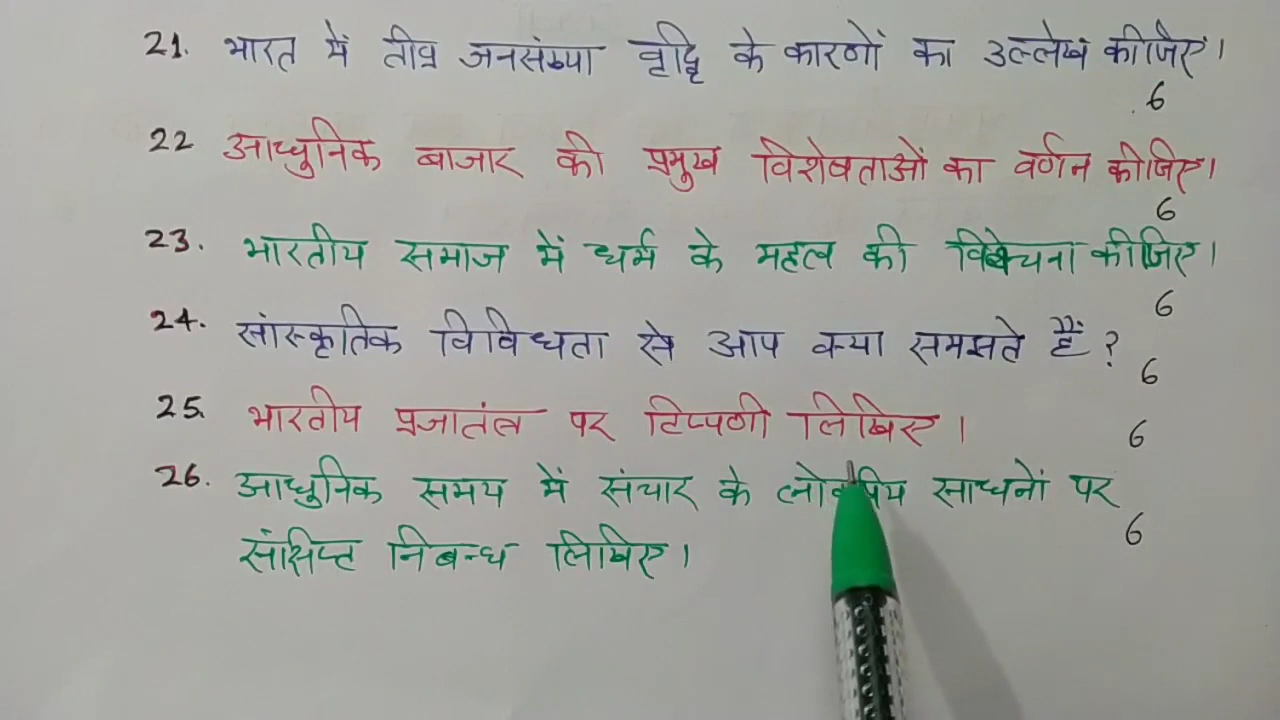 21. भारत में तीव्र जनसंख्या वृद्धि के कारणों का उल्लेख कीजिए।
6
22 आधुनिक बाजार की प्रमुख विशेषताओं का वर्णन कीजिए।
6
23. भारतीय समाज में धर्म के महत्व की विवेचना कीजिए।
6
24. सांस्कृतिक विविधता से आप क्या समझते हैं?
6
25. भारतीय प्रजातंत्र पर टिप्पणी लिखिए।
6
26. आधुनिक समय में संचार के लोकप्रिय साधनों पर
6
संक्षिप्त निबन्ध लिखिए।